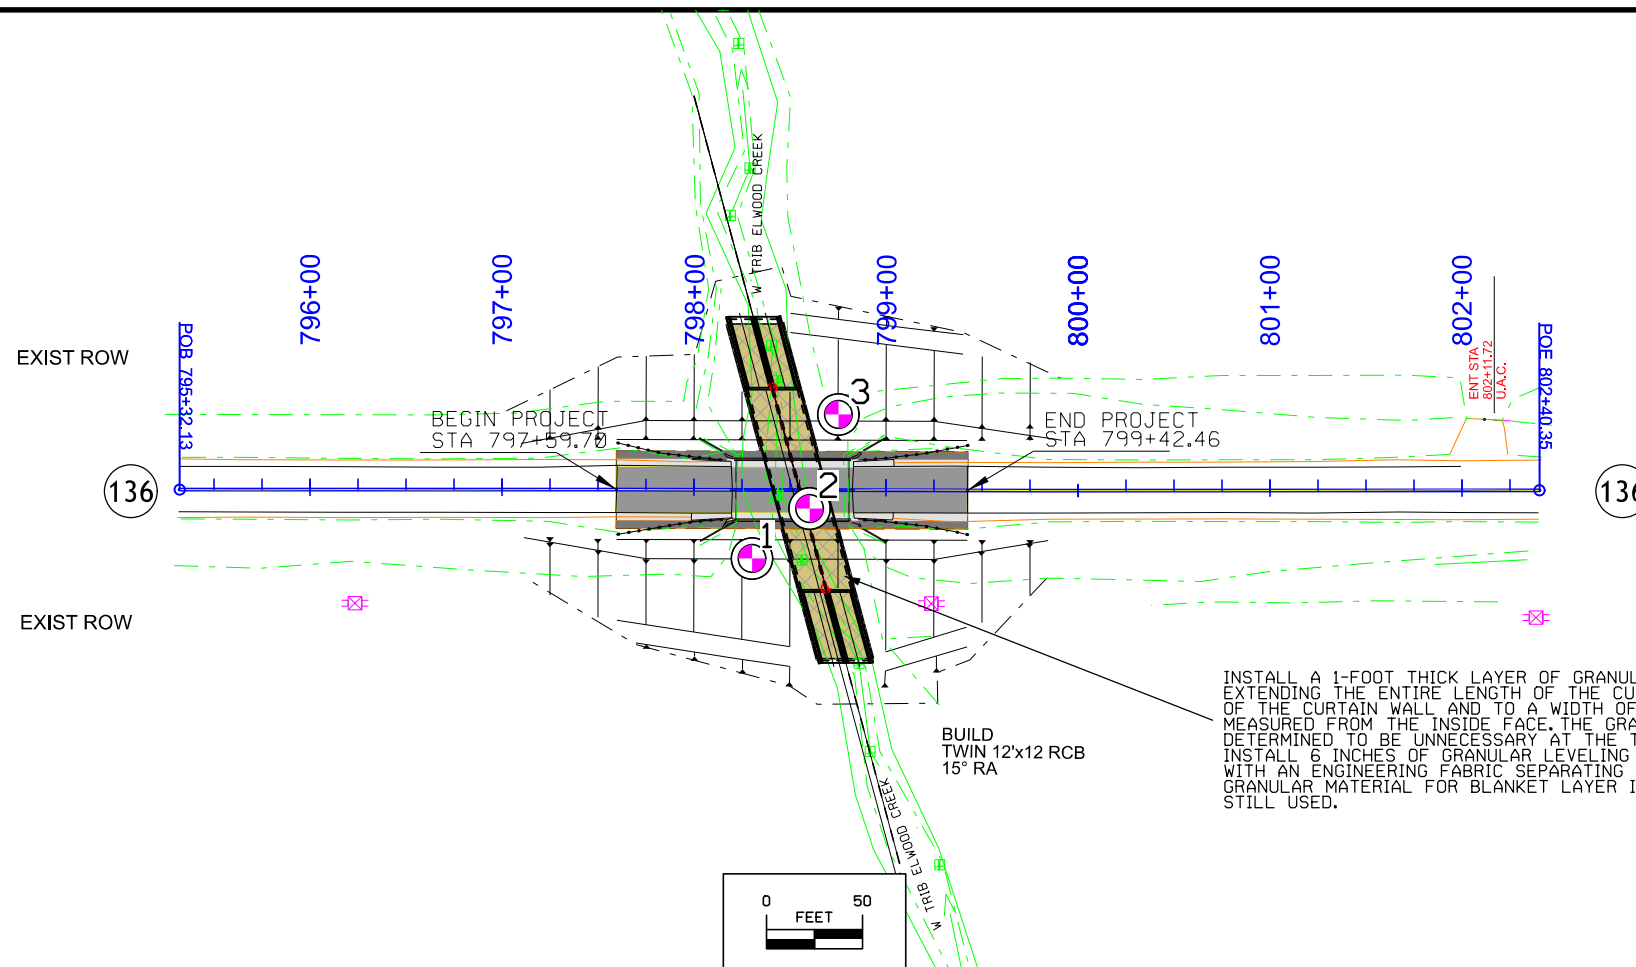 W TRIB ELWOOD CREEK
796+00
797+00
798+00
799+00
800+00
801+00
802+00
POB 795+32.13
POE 802+40.35
ENT STA
802+11.72
U.A.C.
EXIST ROW
BEGIN PROJECT
STA 797+59.70
3
END PROJECT
STA 799+42.46
136
2
136
1
EXIST ROW
INSTALL A 1-FOOT THICK LAYER OF GRANUL
EXTENDING THE ENTIRE LENGTH OF THE CU
OF THE CURTAIN WALL AND TO A WIDTH OF
MEASURED FROM THE INSIDE FACE. THE GRA
DETERMINED TO BE UNNECESSARY AT THE T
INSTALL 6 INCHES OF GRANULAR LEVELING
WITH AN ENGINEERING FABRIC SEPARATING
GRANULAR MATERIAL FOR BLANKET LAYER I
STILL USED.
BUILD
TWIN 12'x12 RCB
15° RA
W TRIB ELWOOD CREEK
0 50
FEET